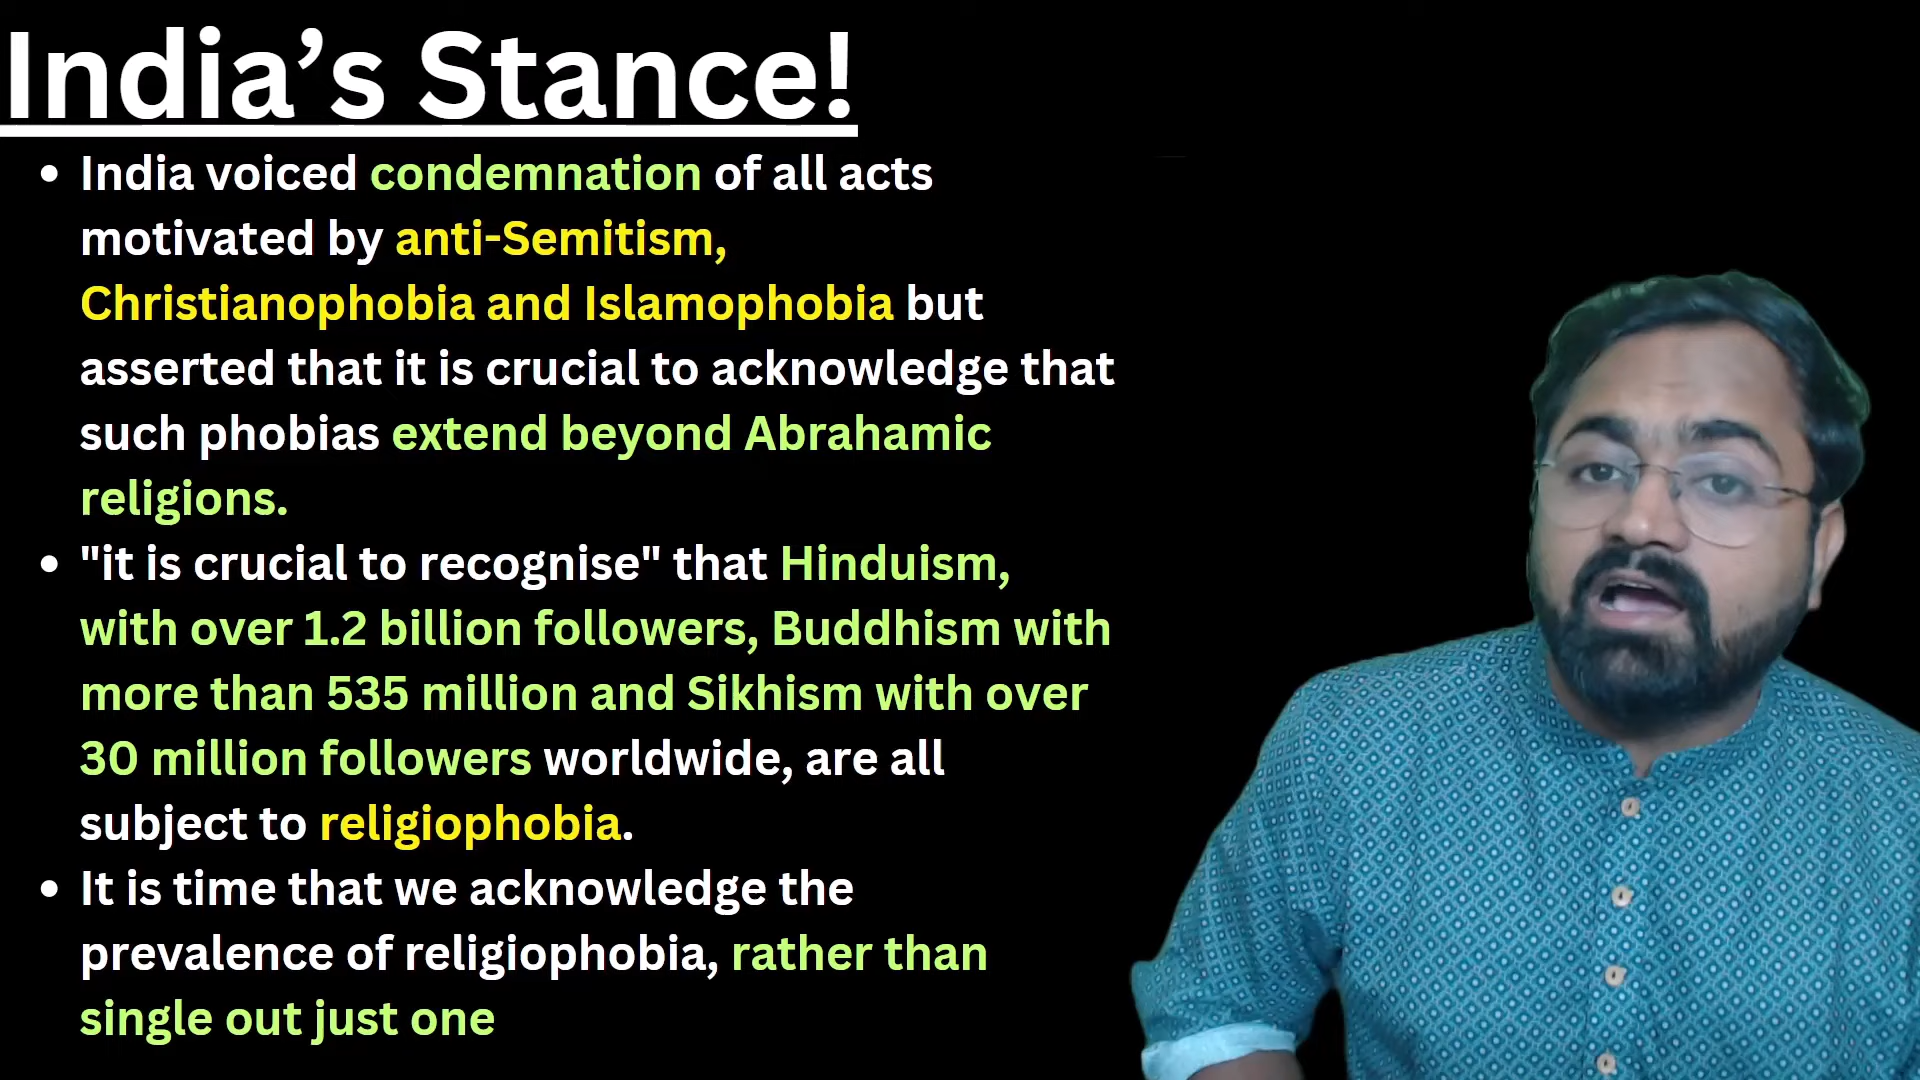 India’s Stance!
• India voiced condemnation of all acts
motivated by anti-Semitism,
Christianophobia and Islamophobia but
asserted that it is crucial to acknowledge that
such phobias extend beyond Abrahamic
religions.
• "it is crucial to recognise" that Hinduism,
with over 1.2 billion followers, Buddhism with
more than 535 million and Sikhism with over
30 million followers worldwide, are all
subject to religiophobia.
• It is time that we acknowledge the
prevalence of religiophobia, rather than
single out just one